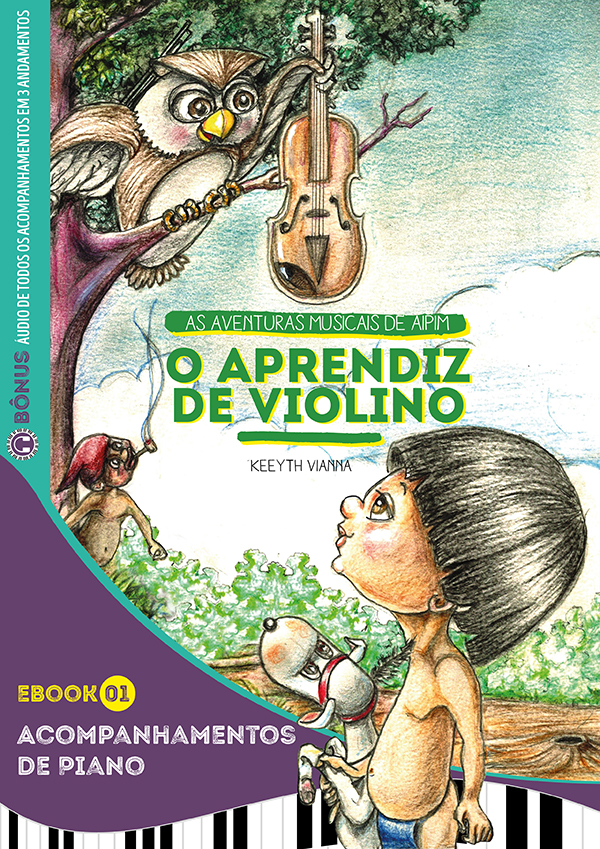 BÔNUS ÁUDIO DE TODOS OS ACOMPANHAMENTOS EM 3 ANDAMENTOS
AS AVENTURAS MUSICAIS DE AIPIM
O APRENDIZ
DE VIOLINO
KEEYTH VIANNA
EBOOK 01
ACOMPANHAMENTOS
DE PIANO